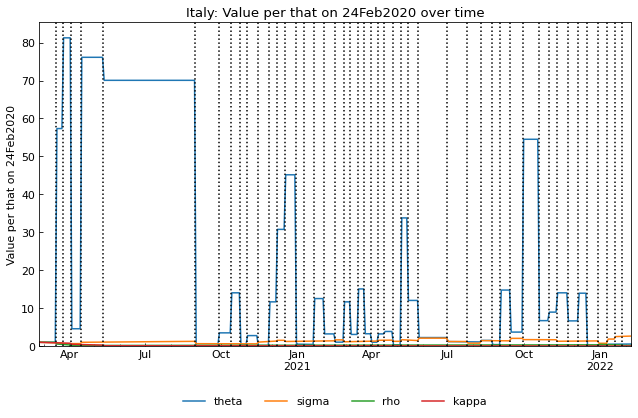 Italy: Value per that on 24Feb2020 over time
Value per that on 24Feb2020
80
70
60
50
40
30
20
10
0
Apr
Jul
Oct
Jan
2021
Apr
Jul
Oct
Jan
2022
theta
sigma
rho
kappa